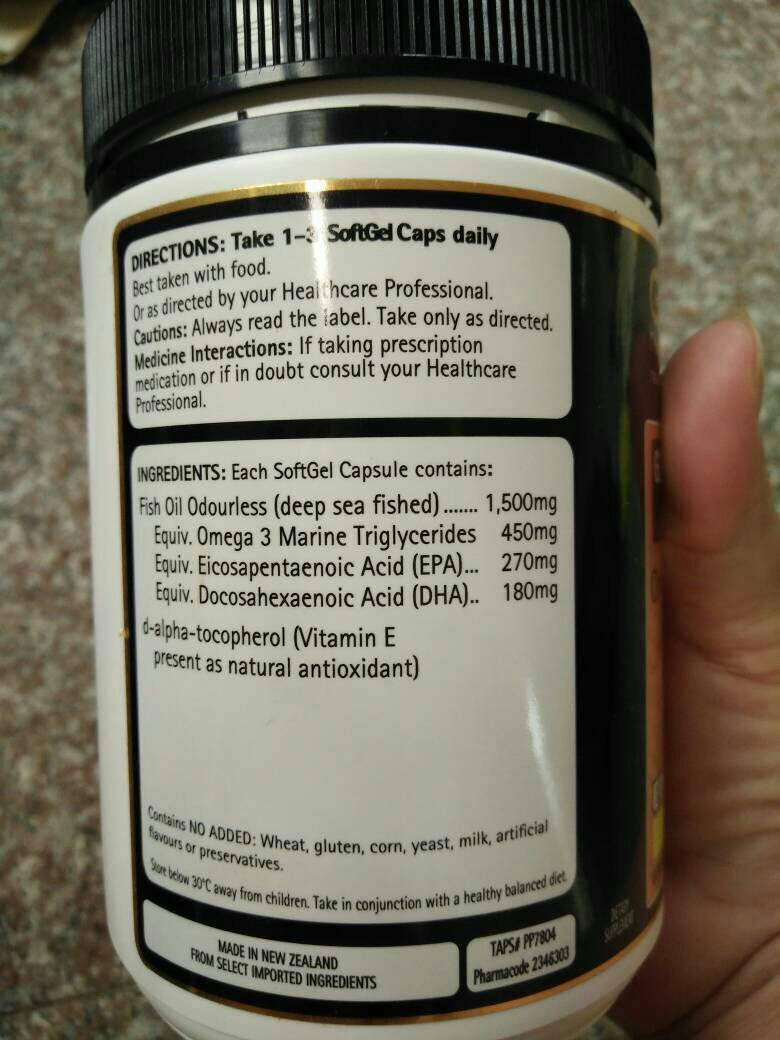 DIRECTIONS: Take 1–3 SoftGel Caps daily
Best taken with food.
Or as directed by your Healthcare Professional.
Cautions: Always read the label. Take only as directed.
Medicine Interactions: If taking prescription
medication or if in doubt consult your Healthcare
Professional.
INGREDIENTS: Each SoftGel Capsule contains:
Fish Oil Odourless (deep sea fished)....... 1,500mg
Equiv. Omega 3 Marine Triglycerides 450mg
Equiv. Eicosapentaenoic Acid (EPA)... 270mg
Equiv. Docosahexaenoic Acid (DHA).. 180mg
d-alpha-tocopherol (Vitamin E
present as natural antioxidant)
Contains NO ADDED: Wheat, gluten, corn, yeast, milk, artificial
flavours or preservatives.
Store below 30°C away from children. Take in conjunction with a healthy balanced diet.
MADE IN NEW ZEALAND
FROM SELECT IMPORTED INGREDIENTS
TAPS# PP7804
Pharmacode 2346303
DIETARY
SUPPLEMENT